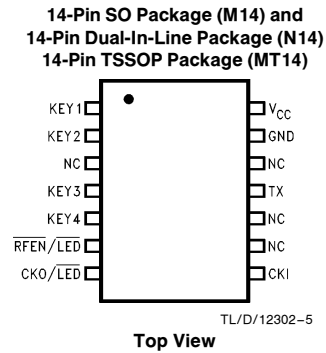 14-Pin SO Package (M14) and
14-Pin Dual-In-Line Package (N14)
14-Pin TSSOP Package (MT14)
KEY1 VCC
KEY2 GND
NC NC
KEY3 TX
KEY4 NC
RFEN/LED NC
CKO/LED CKI
TL/D/12302–5
Top View